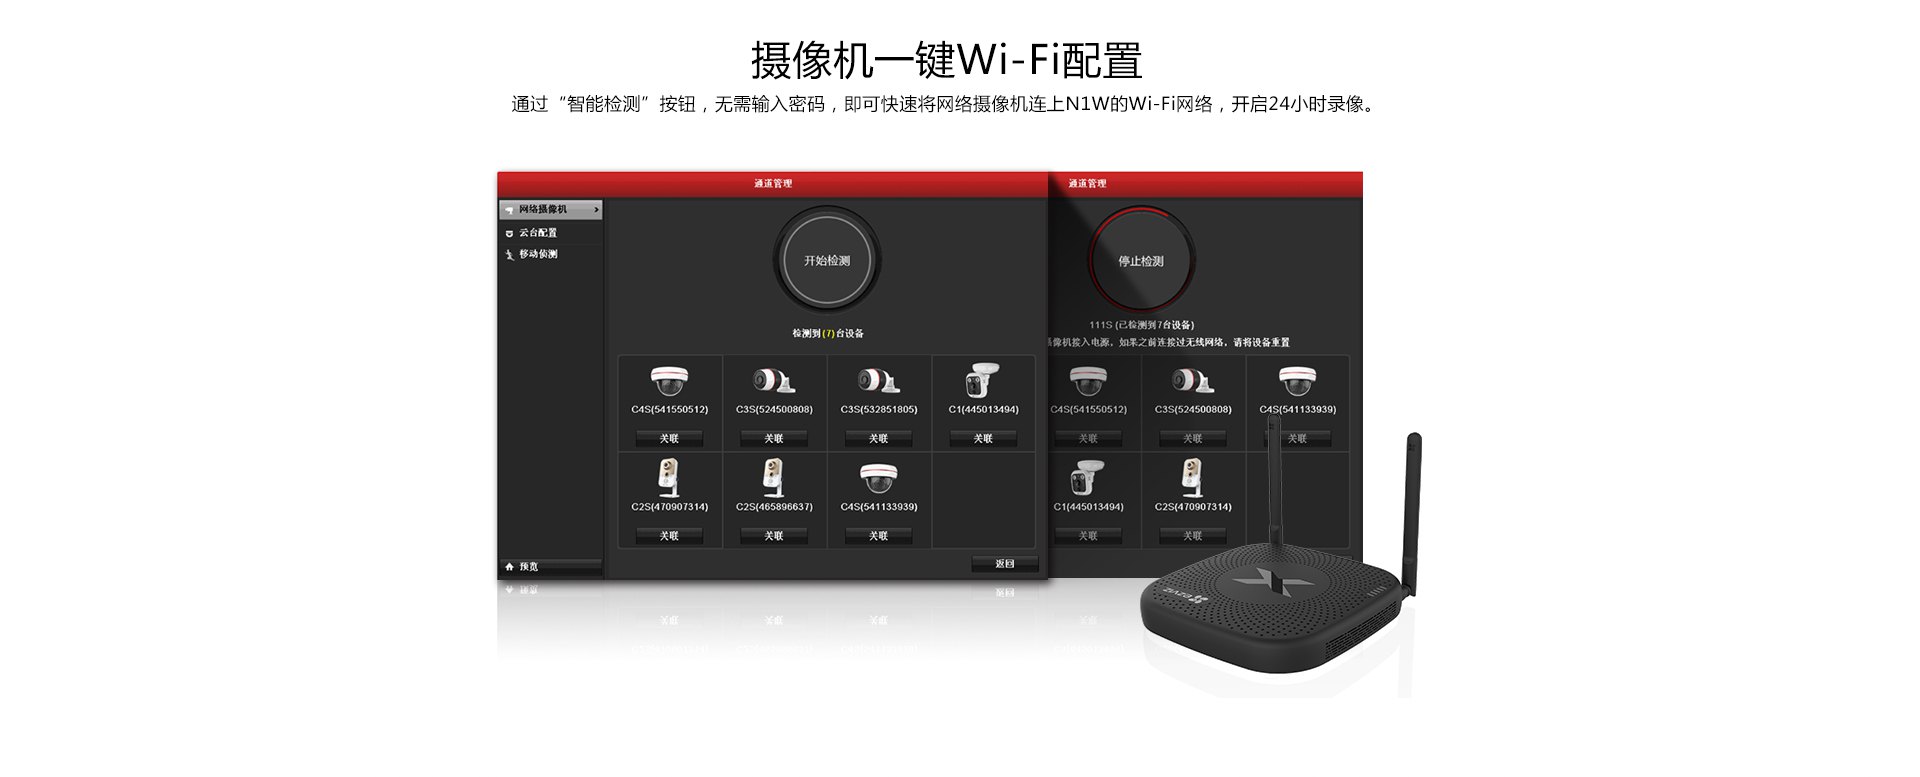 摄像机一键Wi-Fi配置
通过“智能检测”按钮，无需输入密码，即可快速将网络摄像机连上N1W的Wi-Fi网络，开启24小时录像。
通道管理
网络摄像机
云台配置
移动侦测
开始检测
检测到(7)台设备
C4S(541550512) C3S(524500808) C3S(532851805) C1(445013494)
关联 关联 关联 关联
C2S(470907314) C2S(465896637) C4S(541133939)
关联 关联 关联
预览
返回
通道管理
停止检测
111S (已检测到7台设备)
像机接入电源，如果之前连接过无线网络，请将设备重置
C4S(541550512) C3S(524500808) C4S(541133939)
关联 关联 关联
C1(445013494) C2S(470907314)
关联 关联
EZVIZ